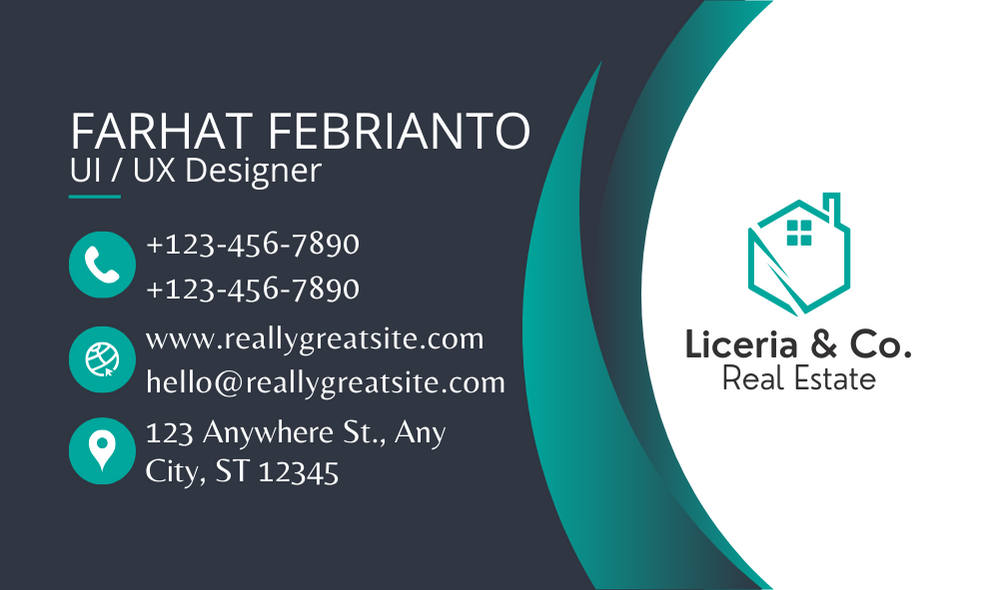 FARHAT FEBRIANTO
UI / UX Designer
+123-456-7890
+123-456-7890
www.reallygreatsite.com
hello@reallygreatsite.com
123 Anywhere St., Any
City, ST 12345
Liceria & Co.
Real Estate